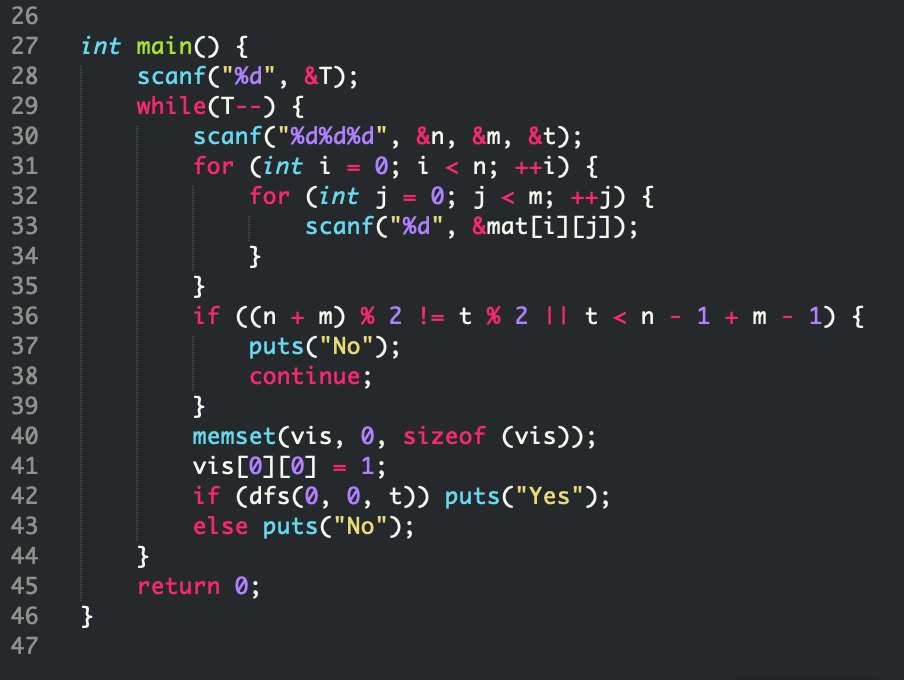 26
27 int main() {
28     scanf("%d", &T);
29     while(T--) {
30         scanf("%d%d%d", &n, &m, &t);
31         for (int i = 0; i < n; ++i) {
32             for (int j = 0; j < m; ++j) {
33                 scanf("%d", &mat[i][j]);
34             }
35         }
36         if ((n + m) % 2 != t % 2 || t < n - 1 + m - 1) {
37             puts("No");
38             continue;
39         }
40         memset(vis, 0, sizeof (vis));
41         vis[0][0] = 1;
42         if (dfs(0, 0, t)) puts("Yes");
43         else puts("No");
44     }
45     return 0;
46 }
47